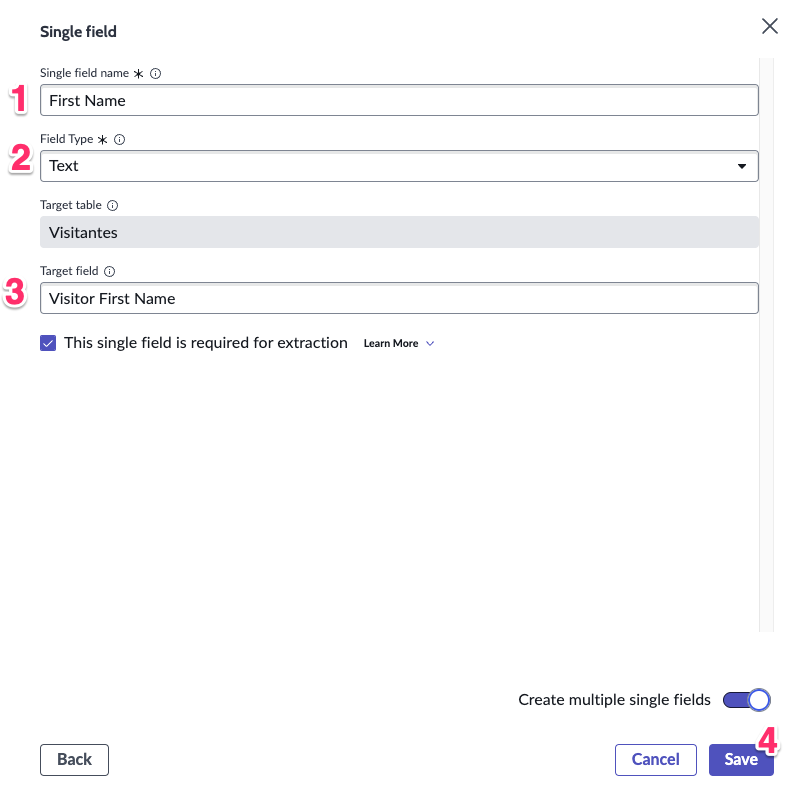 Single field
Single field name *
1
First Name
Field Type *
2
Text
Target table
Visitantes
Target field
3
Visitor First Name
This single field is required for extraction Learn More
Create multiple single fields
4
Back Cancel Save